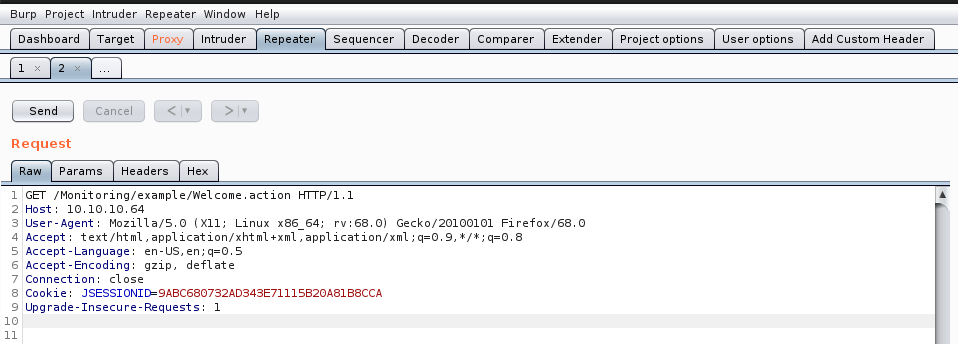 Burp Project Intruder Repeater Window Help
Dashboard Target Proxy Intruder Repeater Sequencer Decoder Comparer Extender Project options User options Add Custom Header
1 × 2 × ...
Send Cancel < ▾ > ▾
Request
Raw Params Headers Hex
1 GET /Monitoring/example/Welcome.action HTTP/1.1
2 Host: 10.10.10.64
3 User-Agent: Mozilla/5.0 (X11; Linux x86_64; rv:68.0) Gecko/20100101 Firefox/68.0
4 Accept: text/html,application/xhtml+xml,application/xml;q=0.9,*/*;q=0.8
5 Accept-Language: en-US,en;q=0.5
6 Accept-Encoding: gzip, deflate
7 Connection: close
8 Cookie: JSESSIONID=9ABC680732AD343E71115B20A81B8CCA
9 Upgrade-Insecure-Requests: 1
10
11